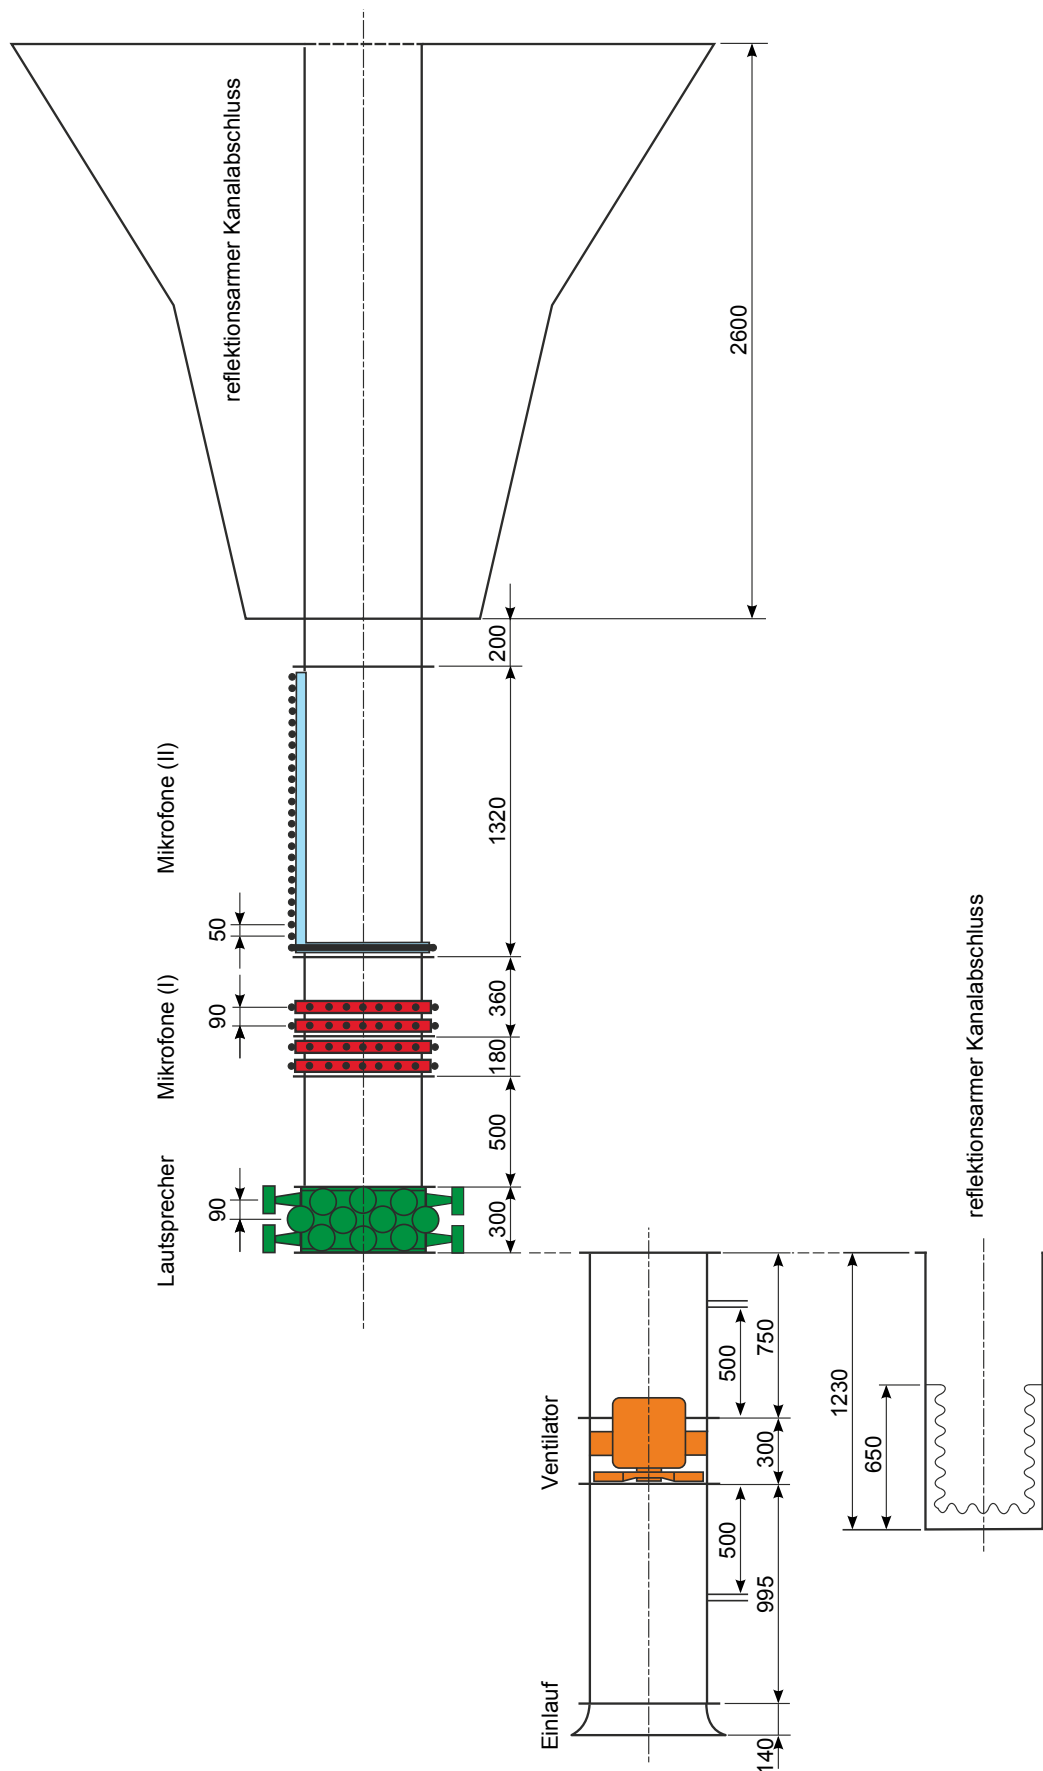 reflektionsarmer Kanalabschluss
2600
200
Mikrofone (II)
1320
50
Mikrofone (I)
90
360
180
500
Lautsprecher
90
300
reflektionsarmer Kanalabschluss
750
500
1230
650
Ventilator
300
500
995
Einlauf
140